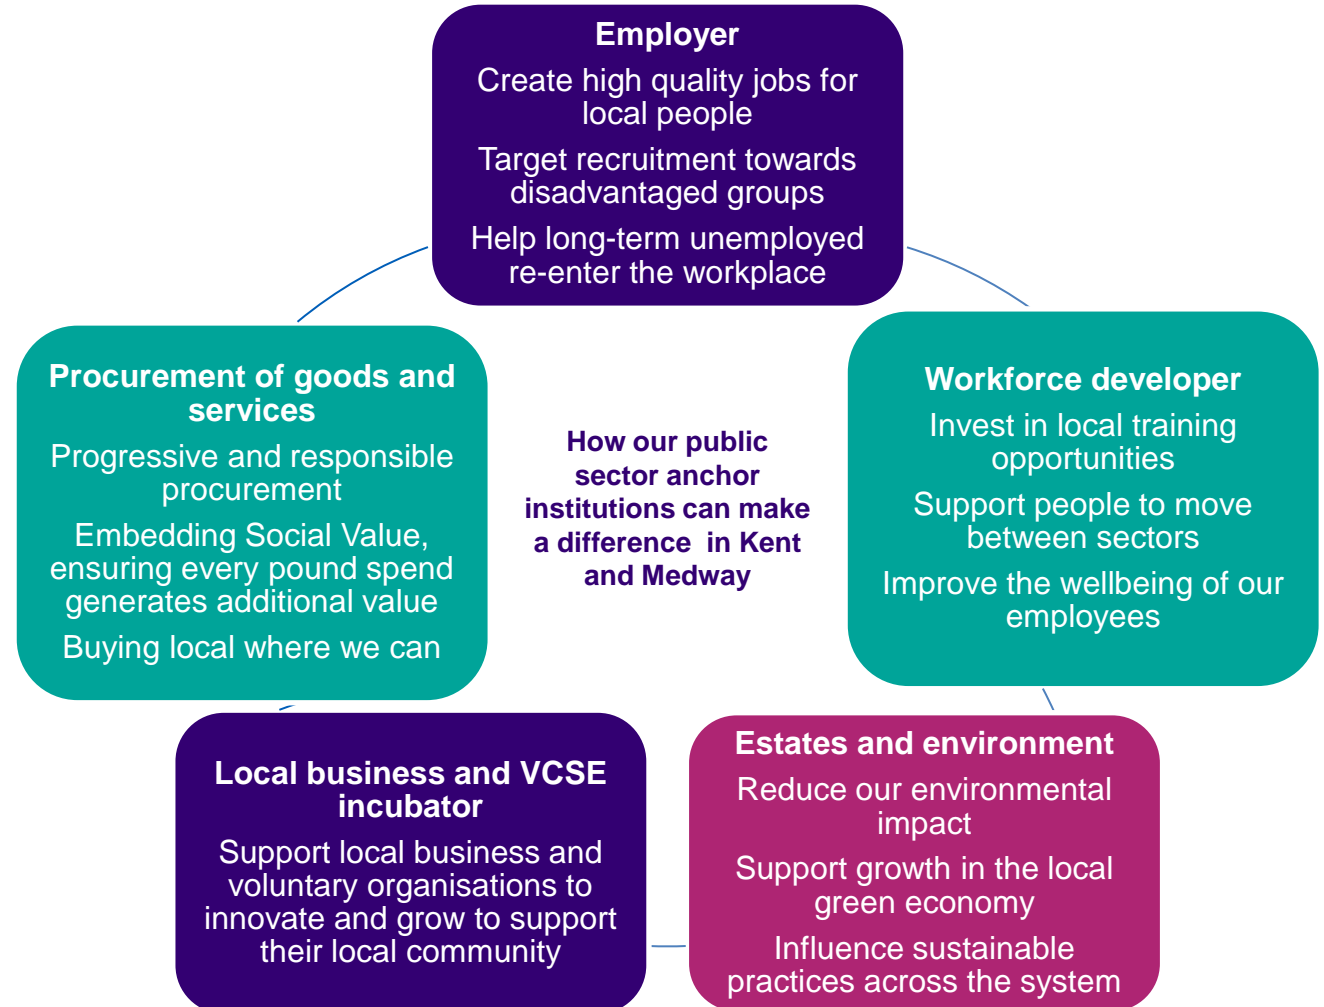 Employer
Create high quality jobs for
local people
Target recruitment towards
disadvantaged groups
Help long-term unemployed
re-enter the workplace
Workforce developer
Invest in local training
opportunities
Support people to move
between sectors
Improve the wellbeing of our
employees
Estates and environment
Reduce our environmental
impact
Support growth in the local
green economy
Influence sustainable
practices across the system
Local business and VCSE
incubator
Support local business and
voluntary organisations to
innovate and grow to support
their local community
Procurement of goods and
services
Progressive and responsible
procurement
Embedding Social Value,
ensuring every pound spend
generates additional value
Buying local where we can
How our public
sector anchor
institutions can make
a difference  in Kent
and Medway